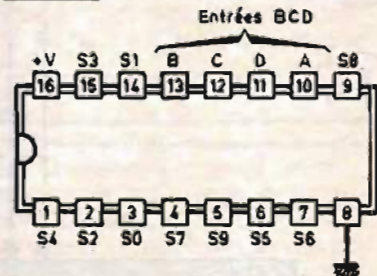 Entrées BCD
+V S3 S1 B C D A S8
16 15 14 13 12 11 10 9
1 2 3 4 5 6 7 8
S4 S2 S0 S7 S9 S5 S6